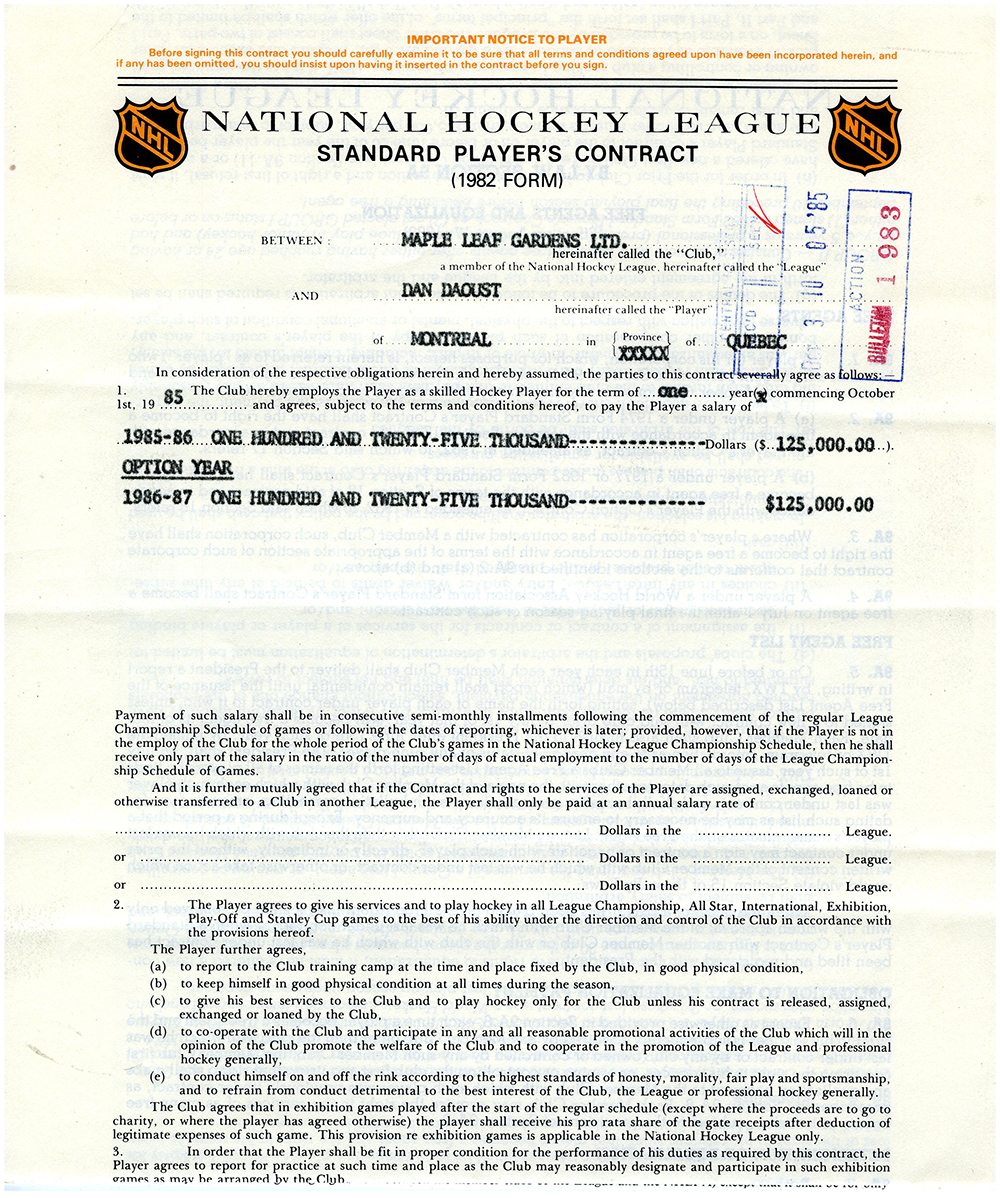 IMPORTANT NOTICE TO PLAYER
Before signing this contract you should carefully examine it to be sure that all terms and conditions agreed upon have been incorporated herein, and
if any has been omitted, you should insist upon having it inserted in the contract before you sign.
NHL
NATIONAL HOCKEY LEAGUE
NHL
STANDARD PLAYER'S CONTRACT
(1982 FORM)
BETWEEN: MAPLE LEAF GARDENS LTD.
hereinafter called the "Club,"
a member of the National Hockey League, hereinafter called the "League"
AND DAN DAOUST
hereinafter called the "Player"
of MONTREAL in { Province XXXXX } of QUEBEC
CENTRAL
REC'D
10 05 '85
ACTION
BULLETIN 1983
In consideration of the respective obligations herein and hereby assumed, the parties to this contract severally agree as follows:—
1. The Club hereby employs the Player as a skilled Hockey Player for the term of ... one ........ year(x) commencing October
1st, 19 85 and agrees, subject to the terms and conditions hereof, to pay the Player a salary of
1985-86 ONE HUNDRED AND TWENTY-FIVE THOUSAND---------------Dollars ($..125,000.00...).
OPTION YEAR
1986-87 ONE HUNDRED AND TWENTY-FIVE THOUSAND--------------- $125,000.00
Payment of such salary shall be in consecutive semi-monthly installments following the commencement of the regular League
Championship Schedule of games or following the dates of reporting, whichever is later; provided, however, that if the Player is not in
the employ of the Club for the whole period of the Club's games in the National Hockey League Championship Schedule, then he shall
receive only part of the salary in the ratio of the number of days of actual employment to the number of days of the League Champion-
ship Schedule of Games.
And it is further mutually agreed that if the Contract and rights to the services of the Player are assigned, exchanged, loaned or
otherwise transferred to a Club in another League, the Player shall only be paid at an annual salary rate of
........ Dollars in the ........ League.
or ........ Dollars in the ........ League.
or ........ Dollars in the ........ League.
2. The Player agrees to give his services and to play hockey in all League Championship, All Star, International, Exhibition,
Play-Off and Stanley Cup games to the best of his ability under the direction and control of the Club in accordance with
the provisions hereof.
The Player further agrees,
(a) to report to the Club training camp at the time and place fixed by the Club, in good physical condition,
(b) to keep himself in good physical condition at all times during the season,
(c) to give his best services to the Club and to play hockey only for the Club unless his contract is released, assigned,
exchanged or loaned by the Club,
(d) to co-operate with the Club and participate in any and all reasonable promotional activities of the Club which will in the
opinion of the Club promote the welfare of the Club and to cooperate in the promotion of the League and professional
hockey generally,
(e) to conduct himself on and off the rink according to the highest standards of honesty, morality, fair play and sportsmanship,
and to refrain from conduct detrimental to the best interest of the Club, the League or professional hockey generally.
The Club agrees that in exhibition games played after the start of the regular schedule (except where the proceeds are to go to
charity, or where the player has agreed otherwise) the player shall receive his pro rata share of the gate receipts after deduction of
legitimate expenses of such game. This provision re exhibition games is applicable in the National Hockey League only.
3. In order that the Player shall be fit in proper condition for the performance of his duties as required by this contract, the
Player agrees to report for practice at such time and place as the Club may reasonably designate and participate in such exhibition
games as may be arranged by the Club